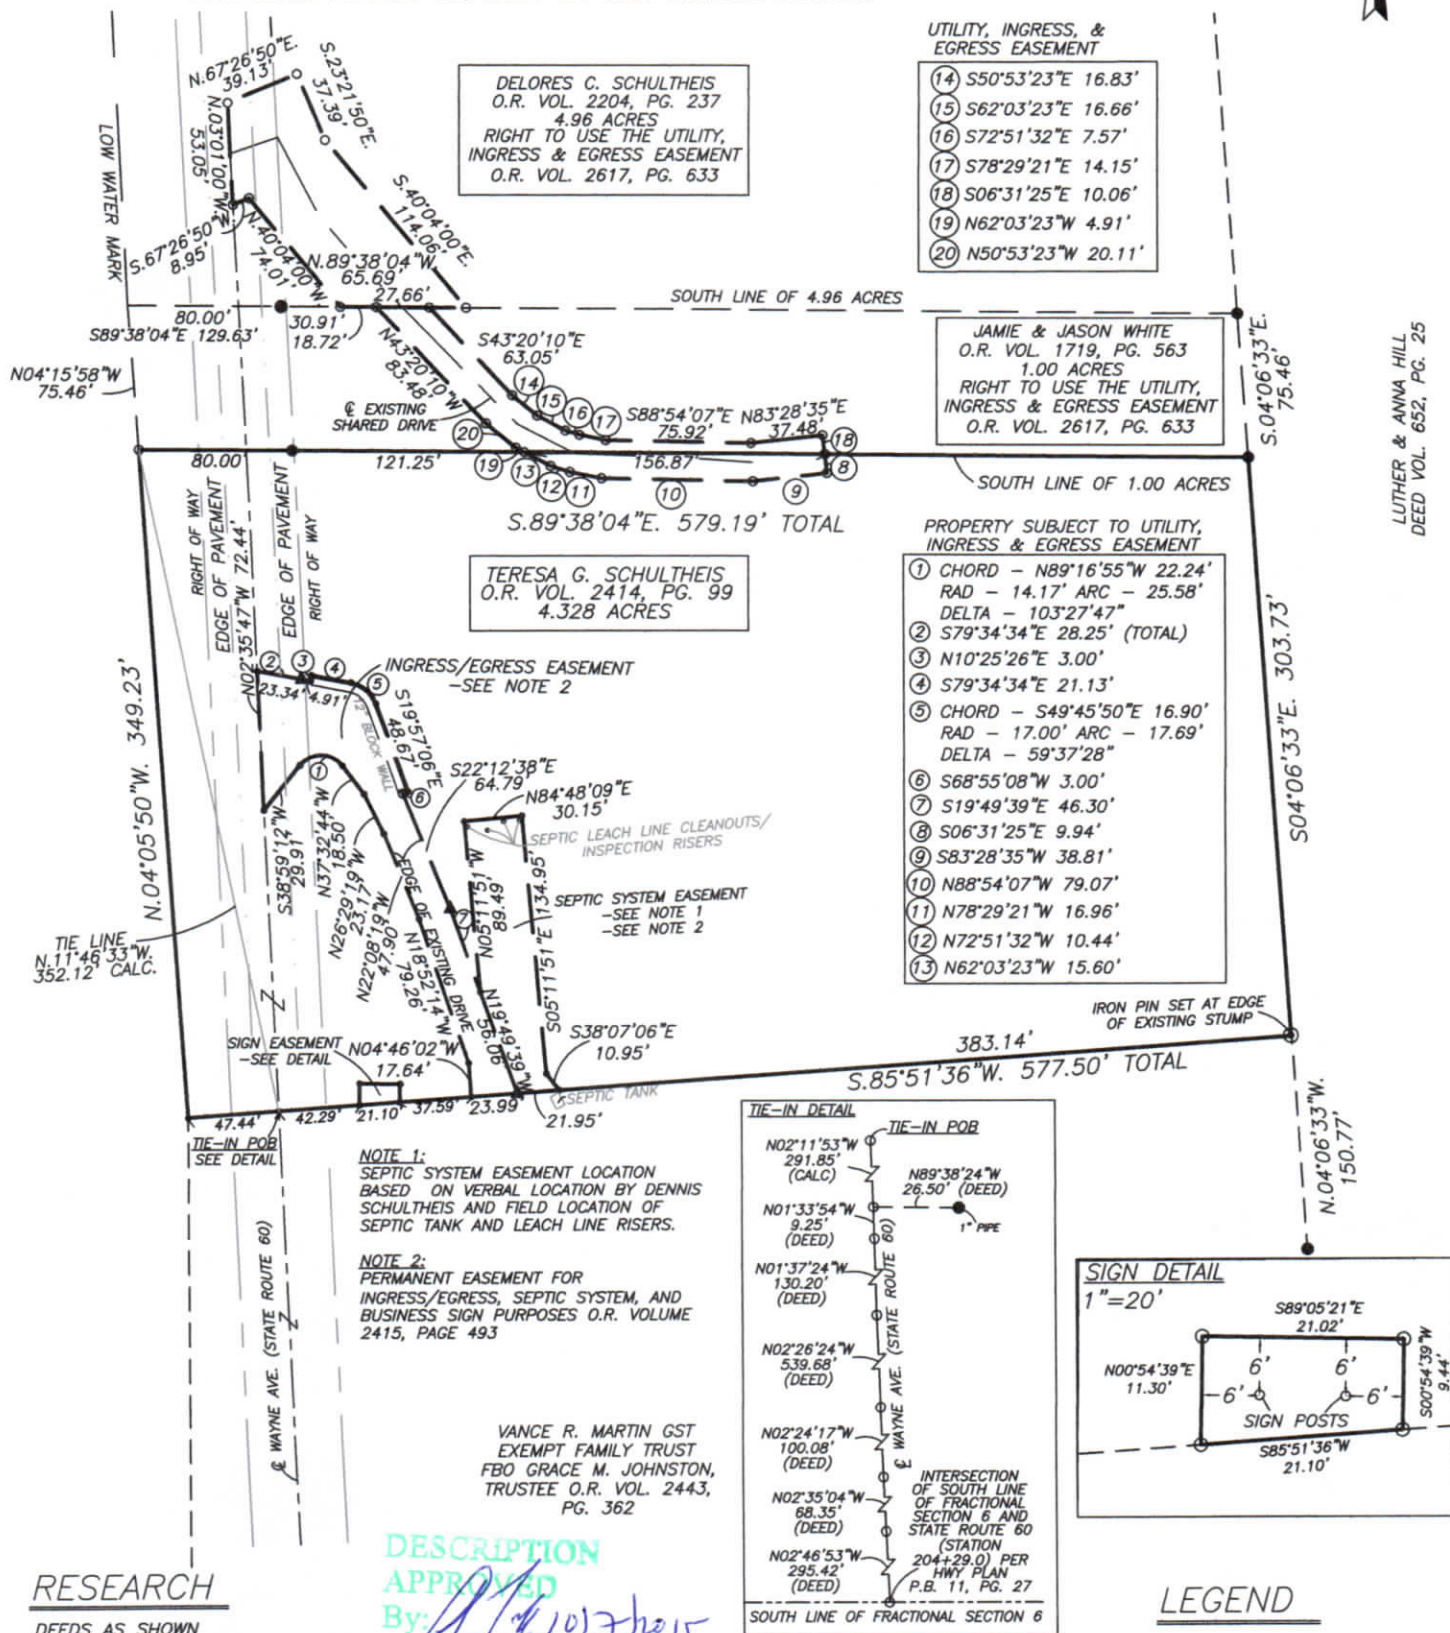 N.67°26'50"E.
39.13'
S.23°21'50"E.
37.39'
N.03°01'00"W.
53.05'
S.67°26'50"
8.95'
N.40°04'00"W.
74.01'
S.40°04'00"E.
114.06'
LOW WATER MARK
DELORES C. SCHULTHEIS
O.R. VOL. 2204, PG. 237
4.96 ACRES
RIGHT TO USE THE UTILITY,
INGRESS & EGRESS EASEMENT
O.R. VOL. 2617, PG. 633
UTILITY, INGRESS, &
EGRESS EASEMENT
14 S50°53'23"E 16.83'
15 S62°03'23"E 16.66'
16 S72°51'32"E 7.57'
17 S78°29'21"E 14.15'
18 S06°31'25"E 10.06'
19 N62°03'23"W 4.91'
20 N50°53'23"W 20.11'
N.89°38'04"W
65.69'
27.66'
SOUTH LINE OF 4.96 ACRES
80.00'
30.91'
S89°38'04"E 129.63'
18.72'
N04°15'58"W
75.46'
S43°20'10"E
63.05'
N43°20'10"W
83.48'
℄ EXISTING
SHARED DRIVE
14
15
16
17
S88°54'07"E
75.92'
N83°28'35"E
37.48'
18
8
20
19
13
12
11
10
9
JAMIE & JASON WHITE
O.R. VOL. 1719, PG. 563
1.00 ACRES
RIGHT TO USE THE UTILITY,
INGRESS & EGRESS EASEMENT
O.R. VOL. 2617, PG. 633
S.04°06'33"E.
75.46'
LUTHER & ANNA HILL
DEED VOL. 652, PG. 25
80.00'
121.25'
156.87'
SOUTH LINE OF 1.00 ACRES
S.89°38'04"E. 579.19' TOTAL
RIGHT OF WAY
EDGE OF PAVEMENT
N02°35'47"W 72.44'
EDGE OF PAVEMENT
RIGHT OF WAY
TERESA G. SCHULTHEIS
O.R. VOL. 2414, PG. 99
4.328 ACRES
PROPERTY SUBJECT TO UTILITY,
INGRESS & EGRESS EASEMENT
1 CHORD – N89°16'55"W 22.24'
RAD – 14.17' ARC – 25.58'
DELTA – 103°27'47"
2 S79°34'34"E 28.25' (TOTAL)
3 N10°25'26"E 3.00'
4 S79°34'34"E 21.13'
5 CHORD – S49°45'50"E 16.90'
RAD – 17.00' ARC – 17.69'
DELTA – 59°37'28"
6 S68°55'08"W 3.00'
7 S19°49'39"E 46.30'
8 S06°31'25"E 9.94'
9 S83°28'35"W 38.81'
10 N88°54'07"W 79.07'
11 N78°29'21"W 16.96'
12 N72°51'32"W 10.44'
13 N62°03'23"W 15.60'
S04°06'33"E. 303.73'
N.04°05'50"W. 349.23'
2
3
4
5
23.34'
4.91'
INGRESS/EGRESS EASEMENT
–SEE NOTE 2
12" BLOCK WALL
S19°57'06"E
48.67'
6
1
S22°12'38"E
64.79'
N84°48'09"E
30.15'
SEPTIC LEACH LINE CLEANOUTS/
INSPECTION RISERS
S38°59'12"W
29.91'
N37°32'44"W
18.50'
N26°29'19"W
23.17'
N22°08'19"W
47.90'
EDGE OF EXISTING DRIVE
N18°52'14"W
79.26'
7
N05°11'51"W
89.49'
S05°11'51"E 134.95'
SEPTIC SYSTEM EASEMENT
–SEE NOTE 1
–SEE NOTE 2
TIE LINE
N.11°46'33"W.
352.12' CALC.
N19°49'39"W
56.06'
S38°07'06"E
10.95'
SIGN EASEMENT
–SEE DETAIL
N04°46'02"W
17.64'
SEPTIC TANK
IRON PIN SET AT EDGE
OF EXISTING STUMP
383.14'
S.85°51'36"W. 577.50' TOTAL
47.44'
42.29'
21.10'
37.59'
23.99'
21.95'
TIE–IN POB
SEE DETAIL
N.04°06'33"W.
150.77'
NOTE 1:
SEPTIC SYSTEM EASEMENT LOCATION
BASED ON VERBAL LOCATION BY DENNIS
SCHULTHEIS AND FIELD LOCATION OF
SEPTIC TANK AND LEACH LINE RISERS.
NOTE 2:
PERMANENT EASEMENT FOR
INGRESS/EGRESS, SEPTIC SYSTEM, AND
BUSINESS SIGN PURPOSES O.R. VOLUME
2415, PAGE 493
℄ WAYNE AVE. (STATE ROUTE 60)
VANCE R. MARTIN GST
EXEMPT FAMILY TRUST
FBO GRACE M. JOHNSTON,
TRUSTEE O.R. VOL. 2443,
PG. 362
TIE–IN DETAIL
TIE–IN POB
N02°11'53"W
291.85'
(CALC)
N89°38'24"W
26.50' (DEED)
1" PIPE
N01°33'54"W
9.25'
(DEED)
N01°37'24"W
130.20'
(DEED)
N02°26'24"W
539.68'
(DEED)
N02°24'17"W
100.08'
(DEED)
N02°35'04"W
68.35'
(DEED)
N02°46'53"W
295.42'
(DEED)
℄ WAYNE AVE. (STATE ROUTE 60)
INTERSECTION
OF SOUTH LINE
OF FRACTIONAL
SECTION 6 AND
STATE ROUTE 60
(STATION
204+29.0) PER
HWY PLAN
P.B. 11, PG. 27
SOUTH LINE OF FRACTIONAL SECTION 6
SIGN DETAIL
1"=20'
S89°05'21"E
21.02'
N00°54'39"E
11.30'
S00°54'39"W
9.44'
6'
6'
6'
6'
SIGN POSTS
S85°51'36"W
21.10'
DESCRIPTION
APPROVED
By:
RESEARCH
DEEDS AS SHOWN
LEGEND